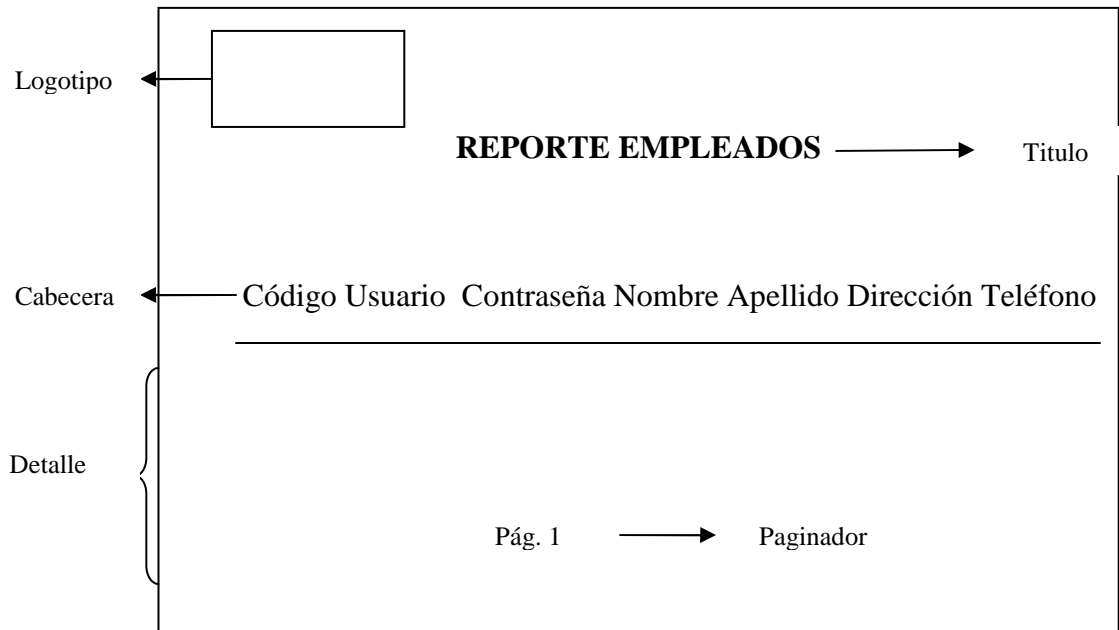 Logotipo
REPORTE EMPLEADOS Titulo
Cabecera Código Usuario Contraseña Nombre Apellido Dirección Teléfono
Detalle
Pág. 1 Paginador